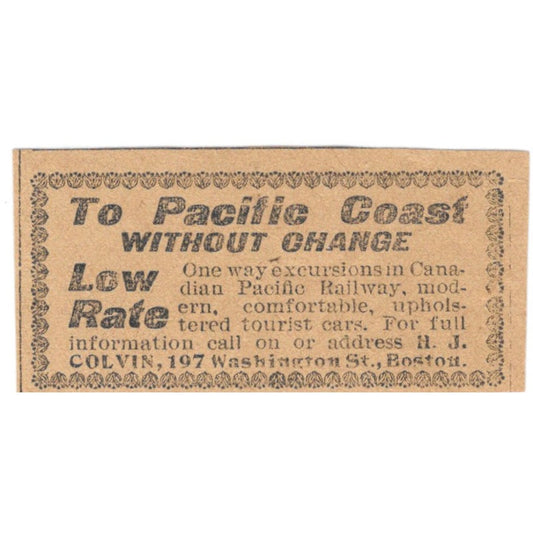 To Pacific Coast
WITHOUT CHANGE
Low
Rate
One way excursions in Cana-
dian Pacific Railway, mod-
ern, comfortable, uphols-
tered tourist cars. For full
information call on or address H. J.
COLVIN, 197 Washington St., Boston.